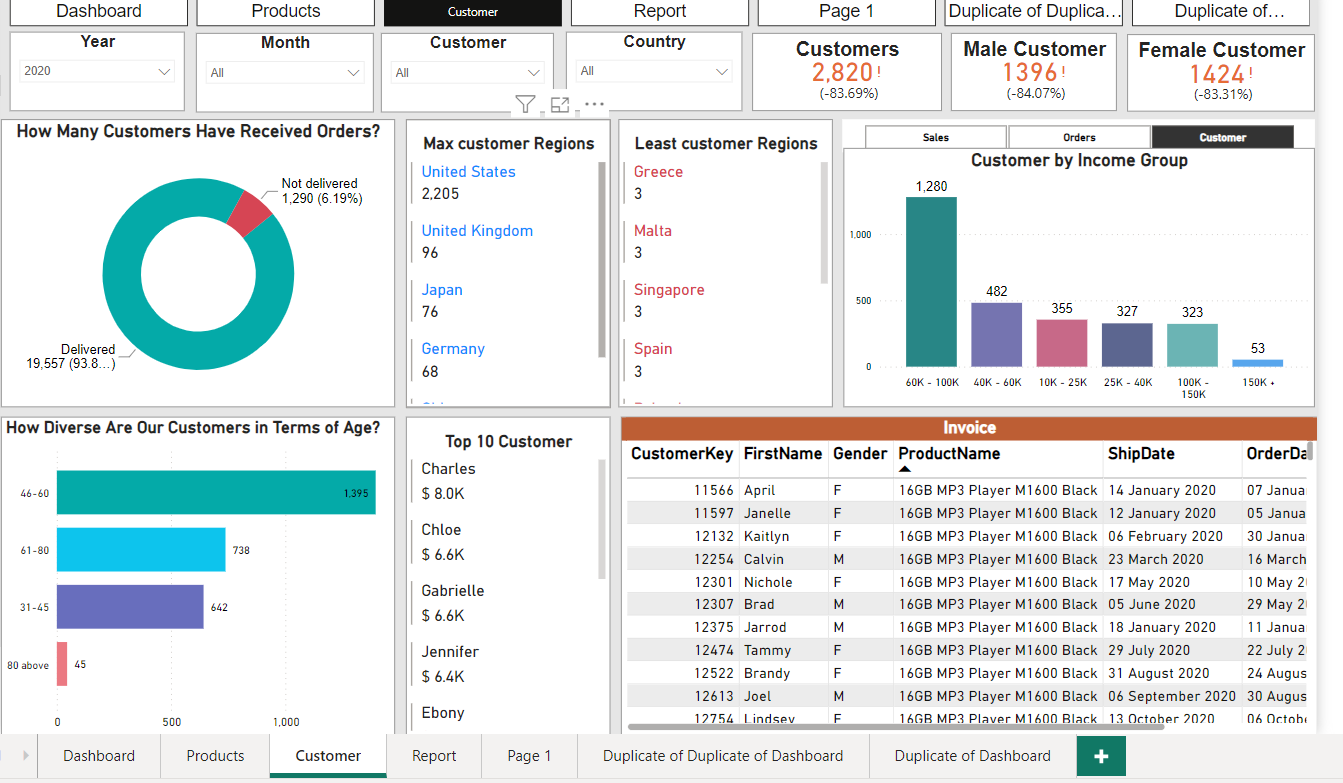 Dashboard
Products
Customer
Report
Page 1
Duplicate of Duplica...
Duplicate of...
Year
2020
Month
All
Customer
All
Country
All
Customers
2,820!
(-83.69%)
Male Customer
1396!
(-84.07%)
Female Customer
1424!
(-83.31%)
How Many Customers Have Received Orders?
Not delivered
1,290 (6.19%)
Delivered
19,557 (93.8...)
Max customer Regions
United States
2,205
United Kingdom
96
Japan
76
Germany
68
Least customer Regions
Greece
3
Malta
3
Singapore
3
Spain
3
Sales
Orders
Customer
Customer by Income Group
1,000
500
0
1,280
482
355
327
323
53
60K - 100K
40K - 60K
10K - 25K
25K - 40K
100K -
150K
150K +
How Diverse Are Our Customers in Terms of Age?
46-60
1,395
61-80
738
31-45
642
80 above
45
0
500
1,000
Top 10 Customer
Charles
$ 8.0K
Chloe
$ 6.6K
Gabrielle
$ 6.6K
Jennifer
$ 6.4K
Ebony
Invoice
CustomerKey FirstName Gender ProductName ShipDate OrderDa
11566 April F 16GB MP3 Player M1600 Black 14 January 2020 07 Janua
11597 Janelle F 16GB MP3 Player M1600 Black 12 January 2020 05 Janua
12132 Kaitlyn F 16GB MP3 Player M1600 Black 06 February 2020 30 Janua
12254 Calvin M 16GB MP3 Player M1600 Black 23 March 2020 16 March
12301 Nichole F 16GB MP3 Player M1600 Black 17 May 2020 10 May 2
12307 Brad M 16GB MP3 Player M1600 Black 05 June 2020 29 May 2
12375 Jarrod M 16GB MP3 Player M1600 Black 18 January 2020 11 Janua
12474 Tammy F 16GB MP3 Player M1600 Black 29 July 2020 22 July 2
12522 Brandy F 16GB MP3 Player M1600 Black 31 August 2020 24 Augus
12613 Joel M 16GB MP3 Player M1600 Black 06 September 2020 30 Augus
12754 Lindsey F 16GB MP3 Player M1600 Black 13 October 2020 06 Octobe
Dashboard
Products
Customer
Report
Page 1
Duplicate of Duplicate of Dashboard
Duplicate of Dashboard